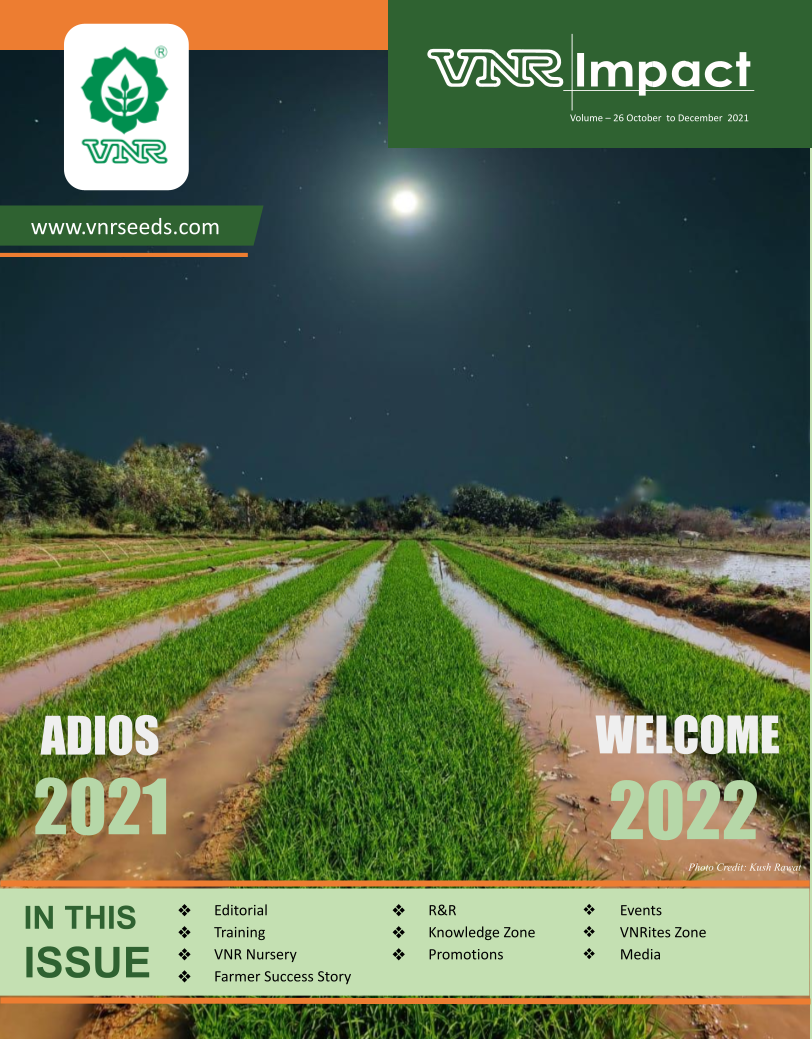 ®
VNR
VNR Impact
Volume – 26 October to December 2021
www.vnrseeds.com
ADIOS
2021
WELCOME
2022
Photo Credit: Kush Rawat
IN THIS
ISSUE
❖ Editorial
❖ Training
❖ VNR Nursery
❖ Farmer Success Story
❖ R&R
❖ Knowledge Zone
❖ Promotions
❖ Events
❖ VNRites Zone
❖ Media